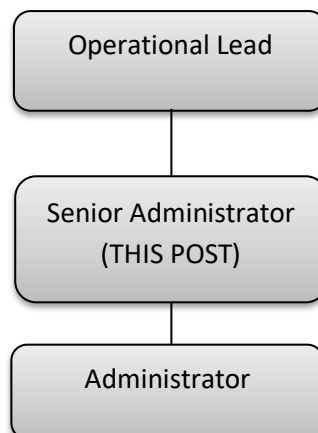 Operational Lead
Senior Administrator
(THIS POST)
Administrator